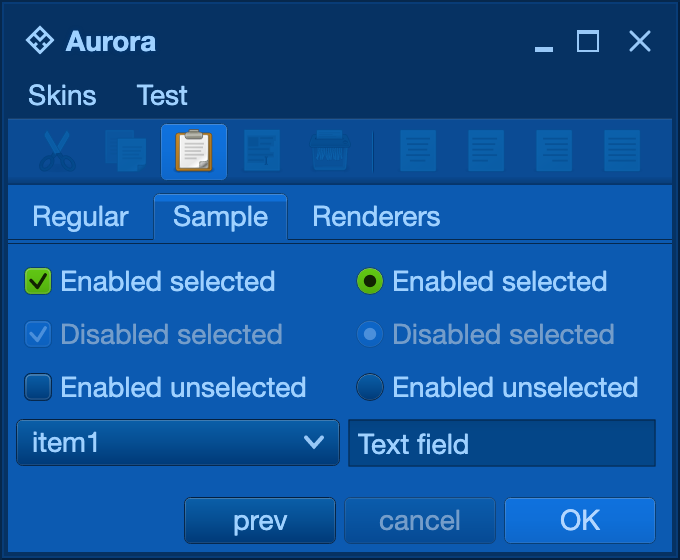 Aurora
Skins Test
Regular Sample Renderers
Enabled selected Enabled selected
Disabled selected Disabled selected
Enabled unselected Enabled unselected
item1 Text field
prev cancel OK